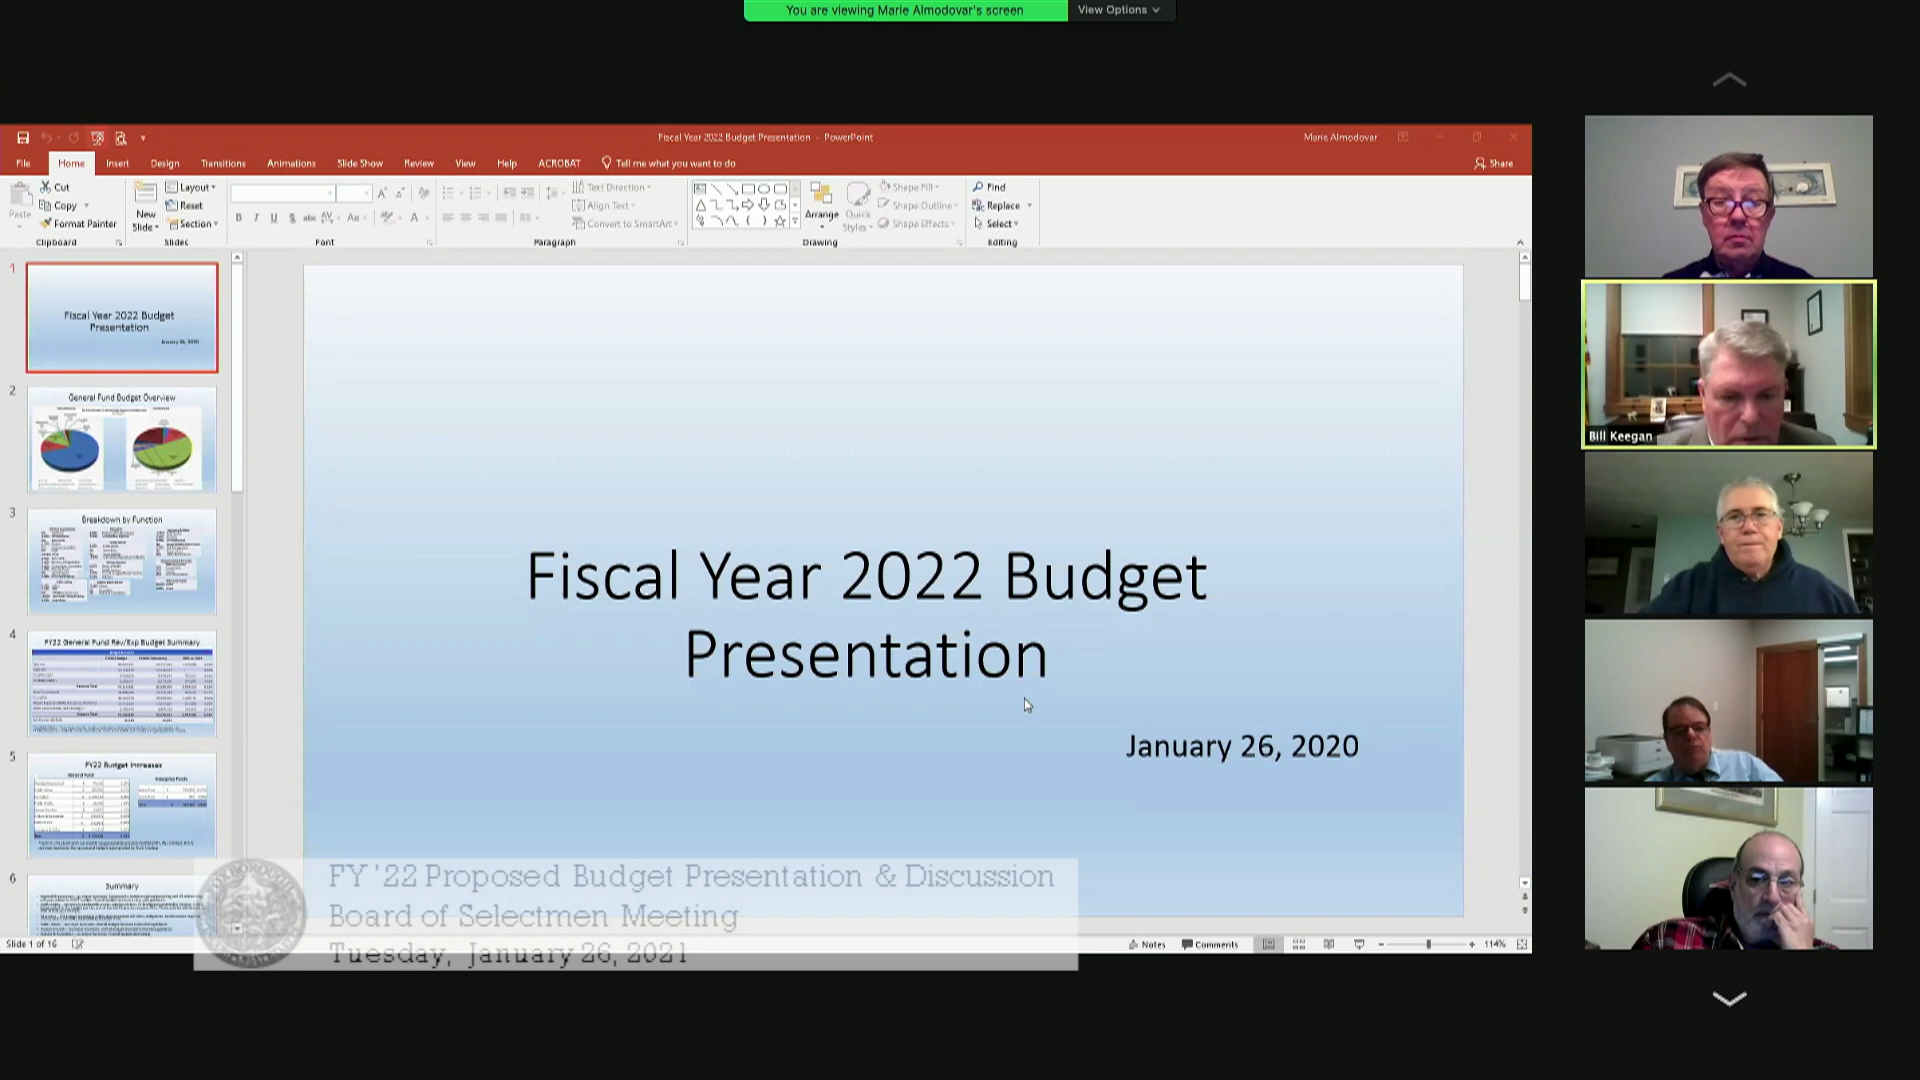 You are viewing Marie Almodovar's screen View Options
Fiscal Year 2022 Budget Presentation - PowerPoint Marie Almodovar
File Home Insert Design Transitions Animations Slide Show Review View Help ACROBAT Tell me what you want to do Share
Paste Cut Copy Format Painter
New Slide Layout Reset Section
Text Direction Align Text Convert to SmartArt
Arrange Quick Styles Shape Fill Shape Outline Shape Effects
Find Replace Select
Clipboard Slides Font Paragraph Drawing Editing
1
Fiscal Year 2022 Budget
Presentation
2
General Fund Budget Overview
3
Breakdown by Function
4
FY22 General Fund Rev/Exp Budget Summary
5
FY22 Budget Increases
6
Summary
Fiscal Year 2022 Budget
Presentation
January 26, 2020
FY '22 Proposed Budget Presentation & Discussion
Board of Selectmen Meeting
Tuesday, January 26, 2021
Slide 1 of 16
Notes Comments 114%
Bill Keegan